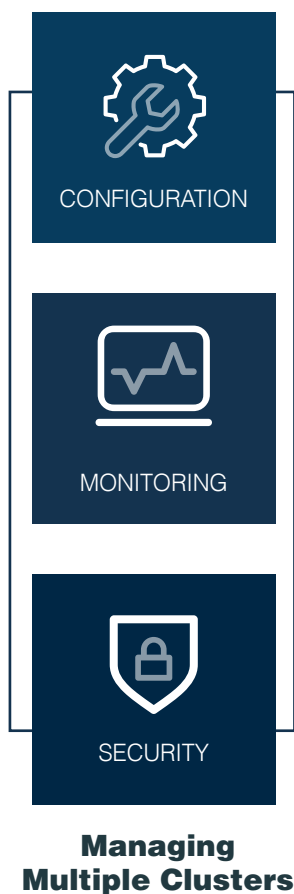 CONFIGURATION
MONITORING
SECURITY
Managing
Multiple Clusters